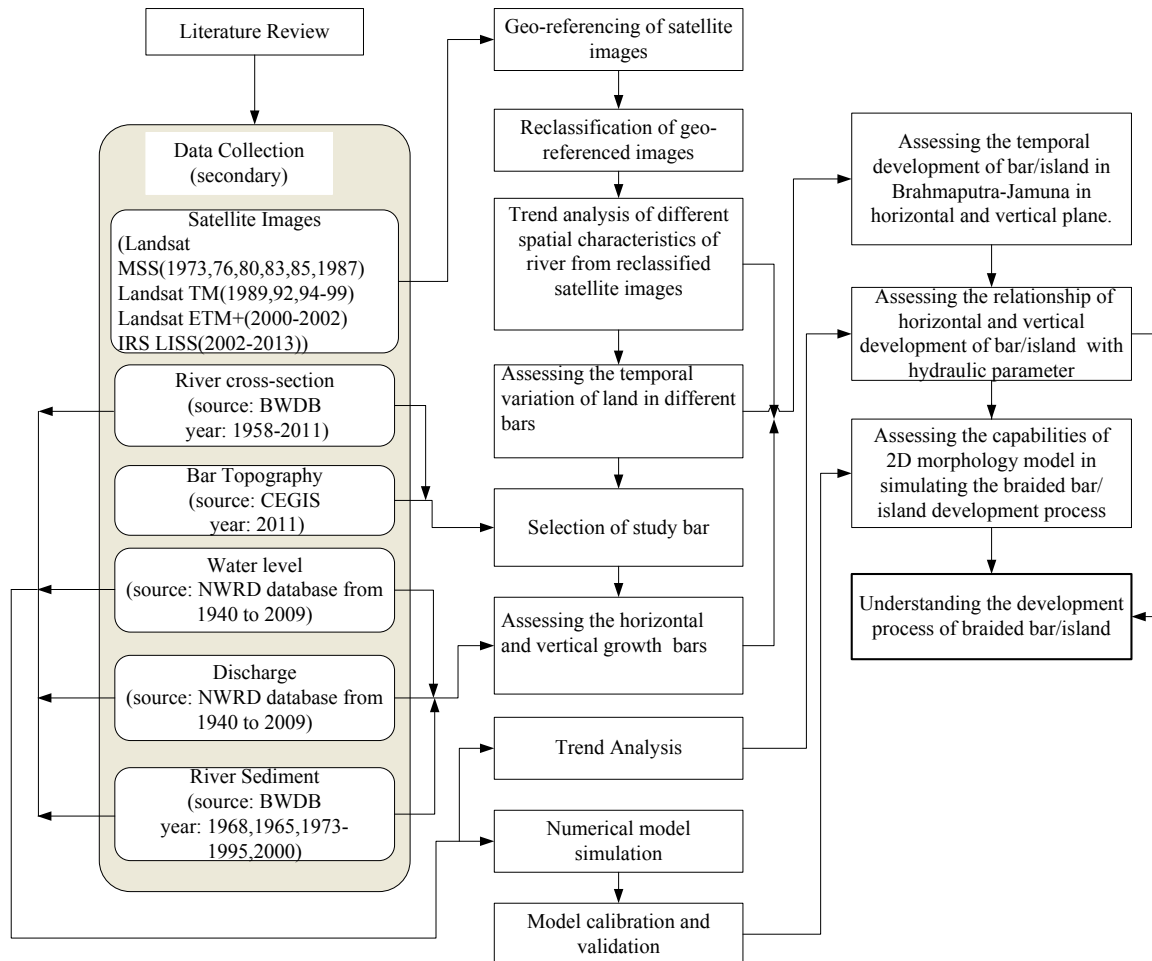 Literature Review
Data Collection
(secondary)
Satellite Images
(Landsat
MSS(1973,76,80,83,85,1987)
Landsat TM(1989,92,94-99)
Landsat ETM+(2000-2002)
IRS LISS(2002-2013))
River cross-section
(source: BWDB
year: 1958-2011)
Bar Topography
(source: CEGIS
year: 2011)
Water level
(source: NWRD database from
1940 to 2009)
Discharge
(source: NWRD database from
1940 to 2009)
River Sediment
(source: BWDB
year: 1968,1965,1973-
1995,2000)
Geo-referencing of satellite
images
Reclassification of geo-
referenced images
Trend analysis of different
spatial characteristics of
river from reclassified
satellite images
Assessing the temporal
variation of land in different
bars
Selection of study bar
Assessing the horizontal
and vertical growth bars
Trend Analysis
Numerical model
simulation
Model calibration and
validation
Assessing the temporal
development of bar/island in
Brahmaputra-Jamuna in
horizontal and vertical plane.
Assessing the relationship of
horizontal and vertical
development of bar/island with
hydraulic parameter
Assessing the capabilities of
2D morphology model in
simulating the braided bar/
island development process
Understanding the development
process of braided bar/island